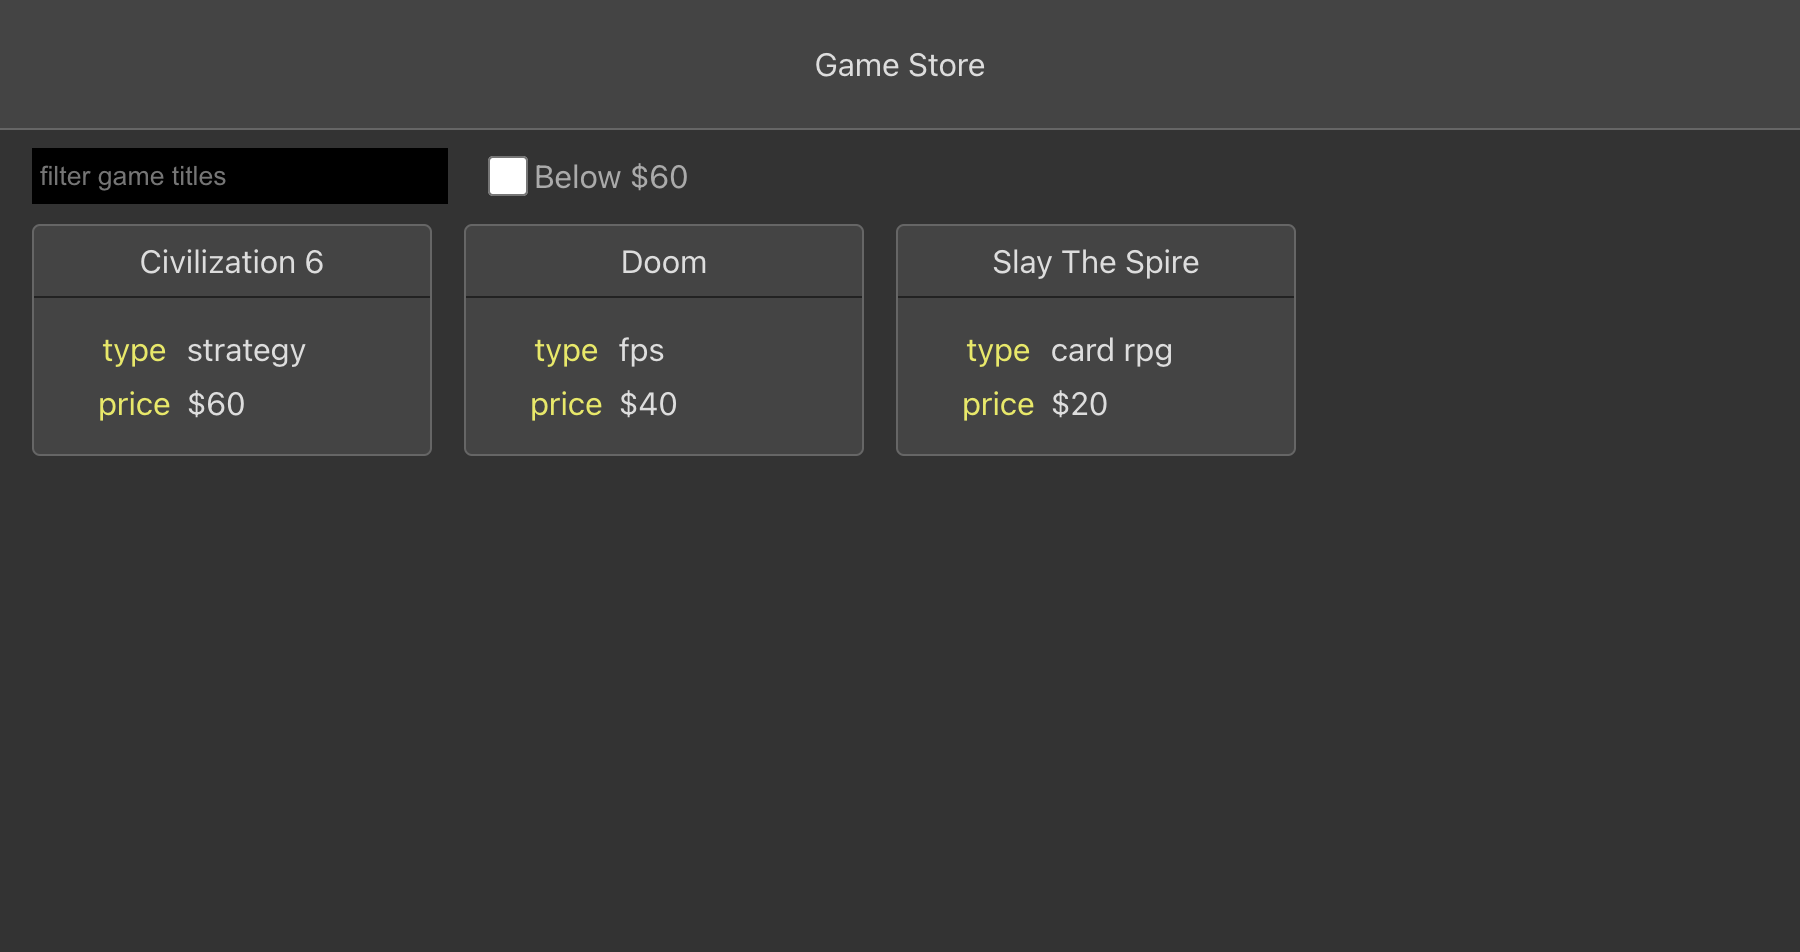 Game Store
filter game titles
Below $60
Civilization 6
type strategy
price $60
Doom
type fps
price $40
Slay The Spire
type card rpg
price $20